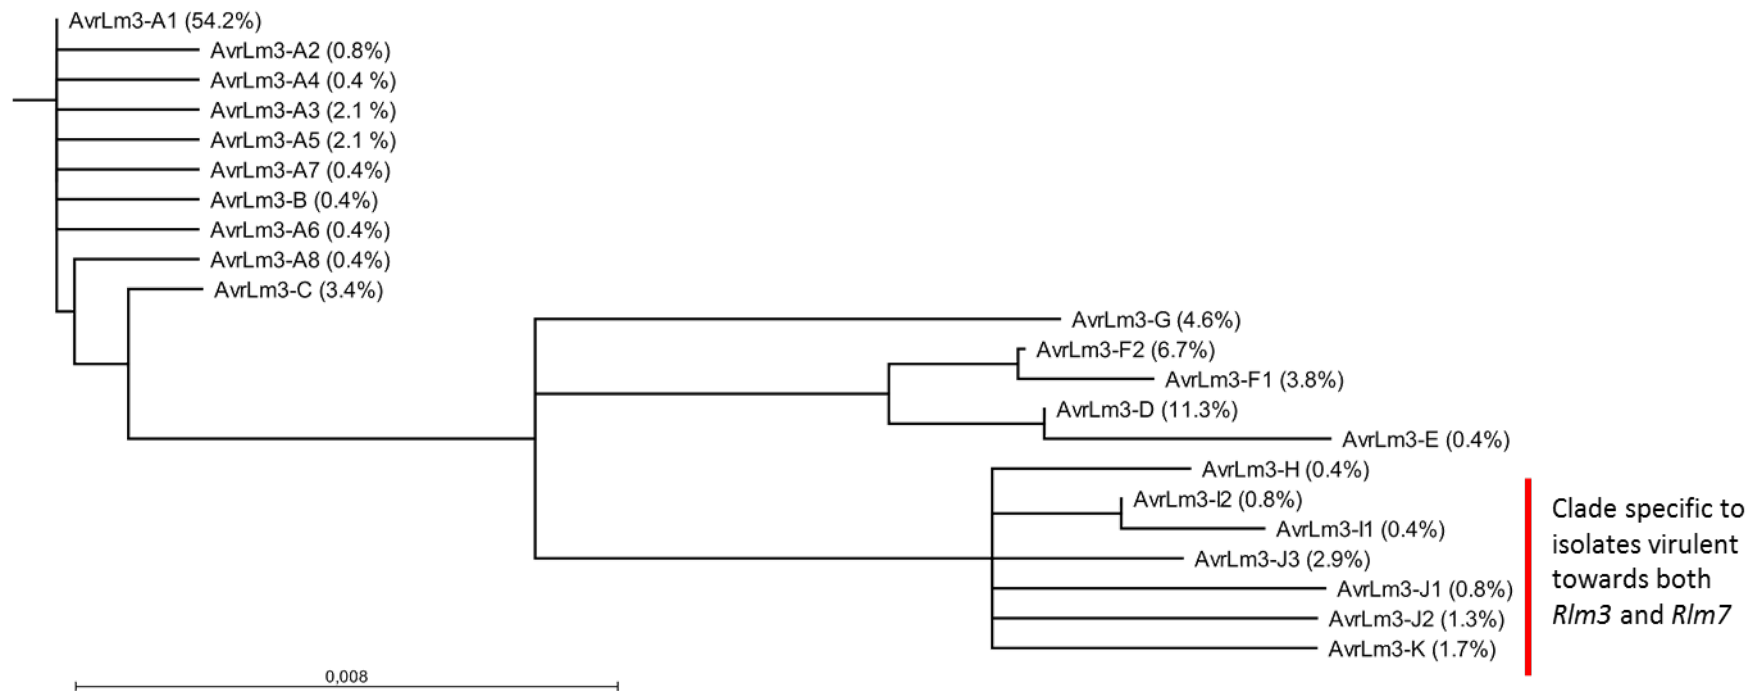 AvrLm3-A1 (54.2%)
AvrLm3-A2 (0.8%)
AvrLm3-A4 (0.4 %)
AvrLm3-A3 (2.1 %)
AvrLm3-A5 (2.1 %)
AvrLm3-A7 (0.4%)
AvrLm3-B (0.4%)
AvrLm3-A6 (0.4%)
AvrLm3-A8 (0.4%)
AvrLm3-C (3.4%)
AvrLm3-G (4.6%)
AvrLm3-F2 (6.7%)
AvrLm3-F1 (3.8%)
AvrLm3-D (11.3%)
AvrLm3-E (0.4%)
AvrLm3-H (0.4%)
AvrLm3-I2 (0.8%)
AvrLm3-I1 (0.4%)
AvrLm3-J3 (2.9%)
AvrLm3-J1 (0.8%)
AvrLm3-J2 (1.3%)
AvrLm3-K (1.7%)
Clade specific to
isolates virulent
towards both
Rlm3 and Rlm7
0,008